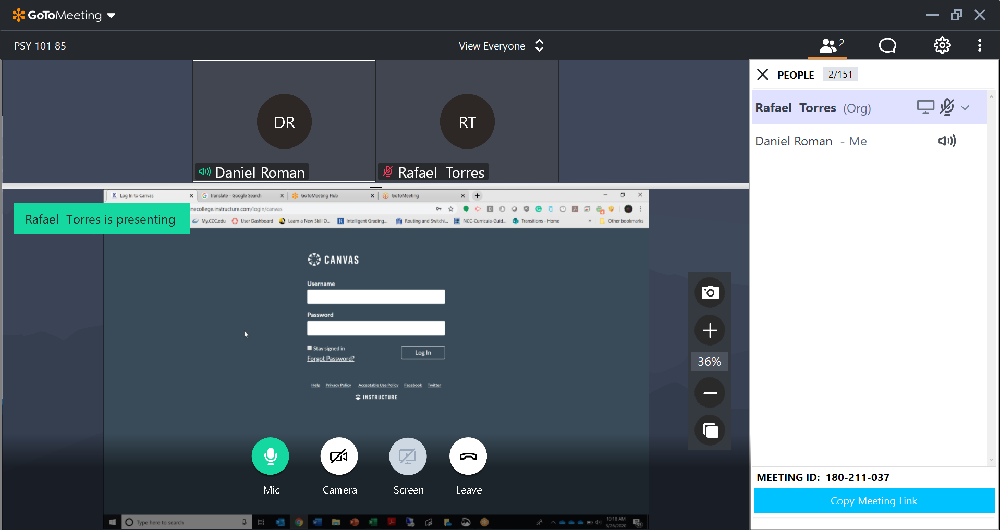 GoToMeeting
PSY 101 85
View Everyone
2
DR
Daniel Roman
RT
Rafael Torres
PEOPLE 2/151
Rafael Torres (Org)
Daniel Roman - Me
Log In to Canvas
translate - Google Search
GoToMeeting Hub
GoToMeeting
Rafael Torres is presenting
necollege.instructure.com/login/canvas
My.CCC.edu
User Dashboard
Learn a New Skill O...
Intelligent Grading...
Routing and Switchi...
NCC-Curricula-Guid...
Transitions - Home
»
Other bookmarks
CANVAS
Username
Password
Stay signed in
Forgot Password?
Log In
Help Privacy Policy Acceptable Use Policy Facebook Twitter
INSTRUCTURE
36%
Mic
Camera
Screen
Leave
Type here to search
10:18 AM
3/26/2020
MEETING ID: 180-211-037
Copy Meeting Link